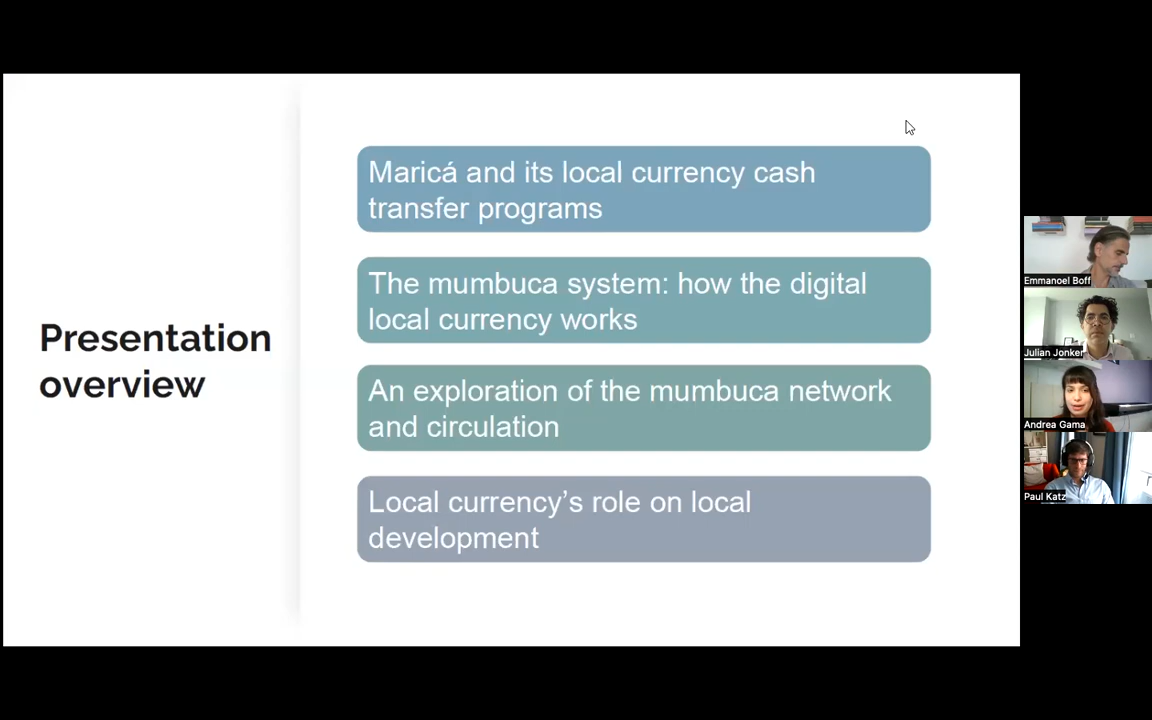 Presentation
overview
Maricá and its local currency cash
transfer programs
The mumbuca system: how the digital
local currency works
An exploration of the mumbuca network
and circulation
Local currency’s role on local
development
Emmanoel Boff
Julian Jonker
Andrea Gama
Paul Katz